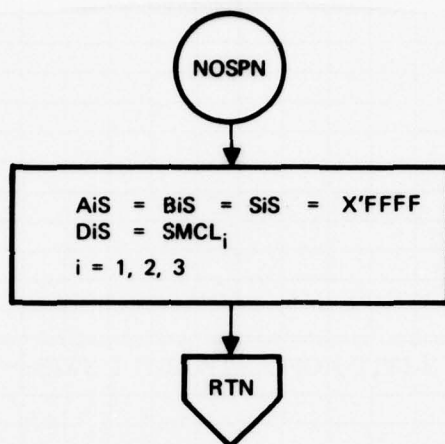 NOSPN
AiS = BiS = SiS = X'FFFF
DiS = SMCLᵢ
i = 1, 2, 3
RTN